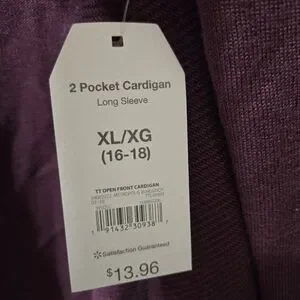 2 Pocket Cardigan
Long Sleeve
XL/XG
(16-18)
TT OPEN FRONT CARDIGAN
Satisfaction Guaranteed
$13.96